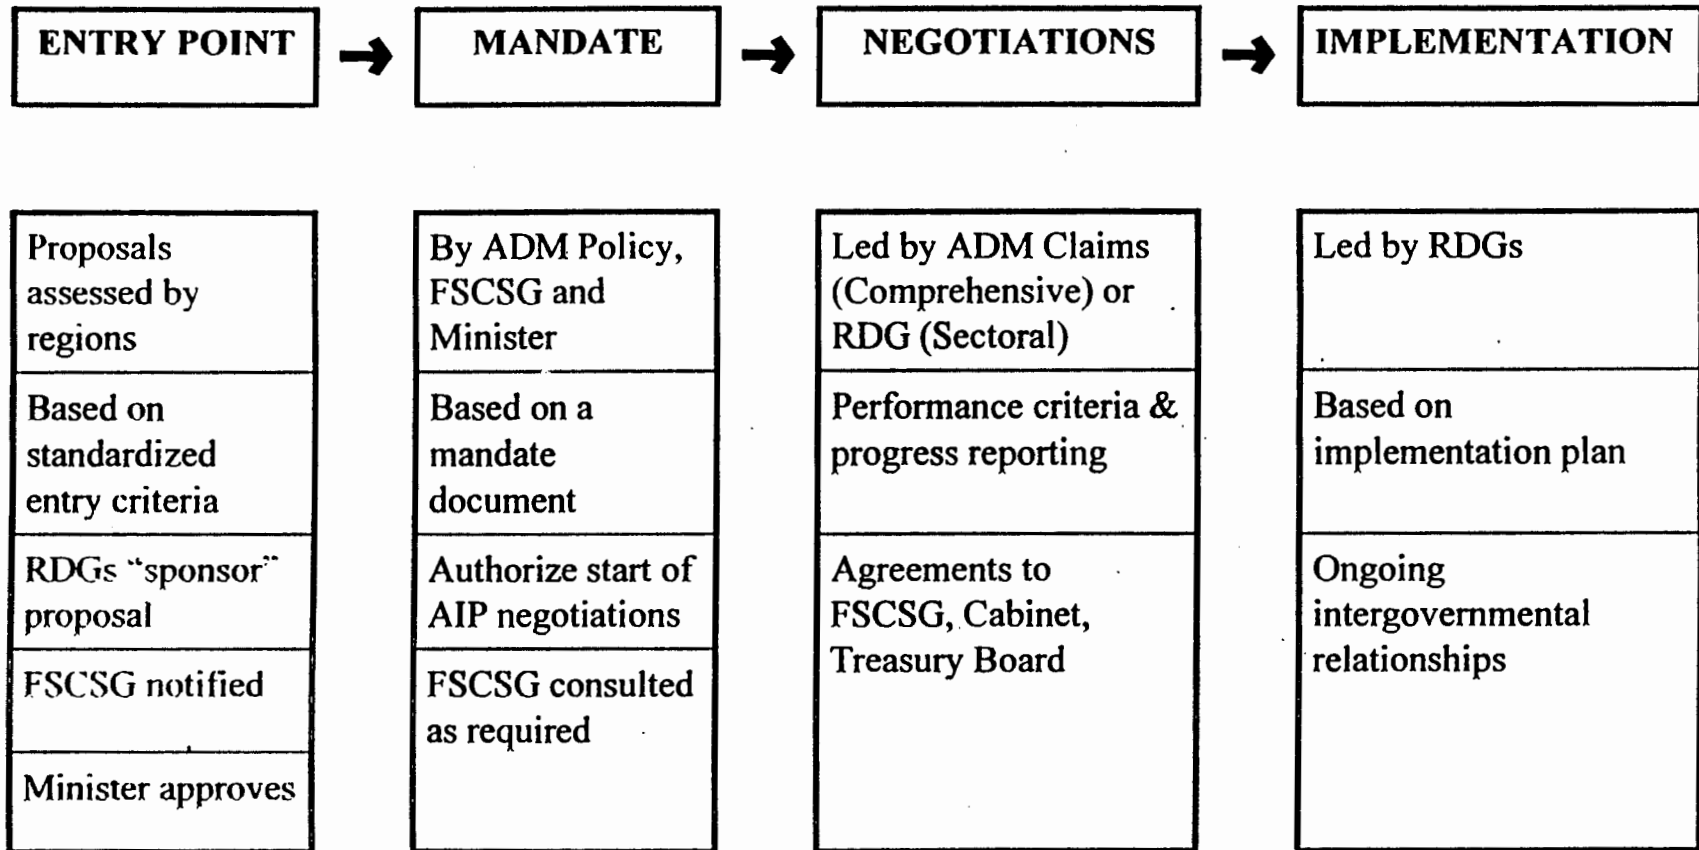 ENTRY POINT
MANDATE
NEGOTIATIONS
IMPLEMENTATION
Proposals
assessed by
regions
Based on
standardized
entry criteria
RDGs "sponsor"
proposal
FSCSG notified
Minister approves
By ADM Policy,
FSCSG and
Minister
Based on a
mandate
document
Authorize start of
AIP negotiations
FSCSG consulted
as required
Led by ADM Claims
(Comprehensive) or
RDG (Sectoral)
Performance criteria &
progress reporting
Agreements to
FSCSG, Cabinet,
Treasury Board
Led by RDGs
Based on
implementation plan
Ongoing
intergovernmental
relationships